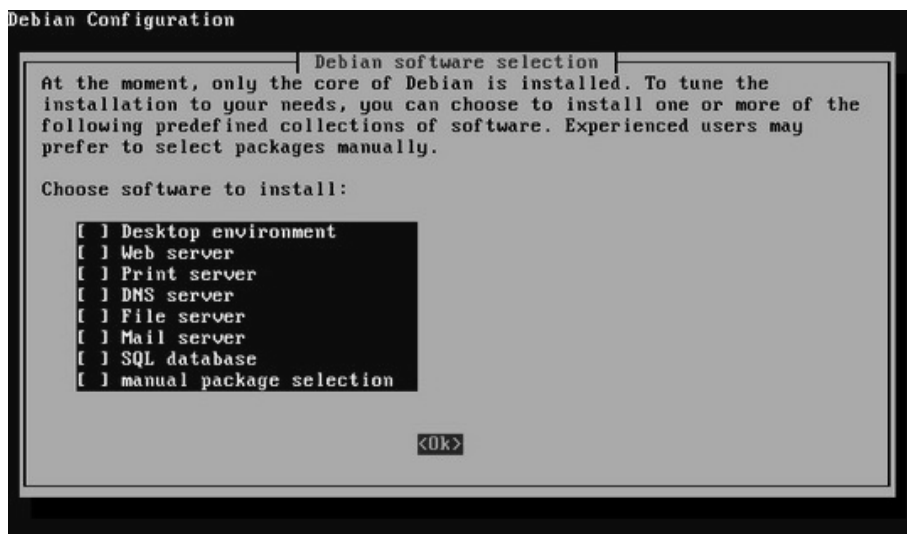 Debian Configuration
Debian software selection
At the moment, only the core of Debian is installed. To tune the
installation to your needs, you can choose to install one or more of the
following predefined collections of software. Experienced users may
prefer to select packages manually.
Choose software to install:
[ ] Desktop environment
[ ] Web server
[ ] Print server
[ ] DNS server
[ ] File server
[ ] Mail server
[ ] SQL database
[ ] manual package selection
<Ok>